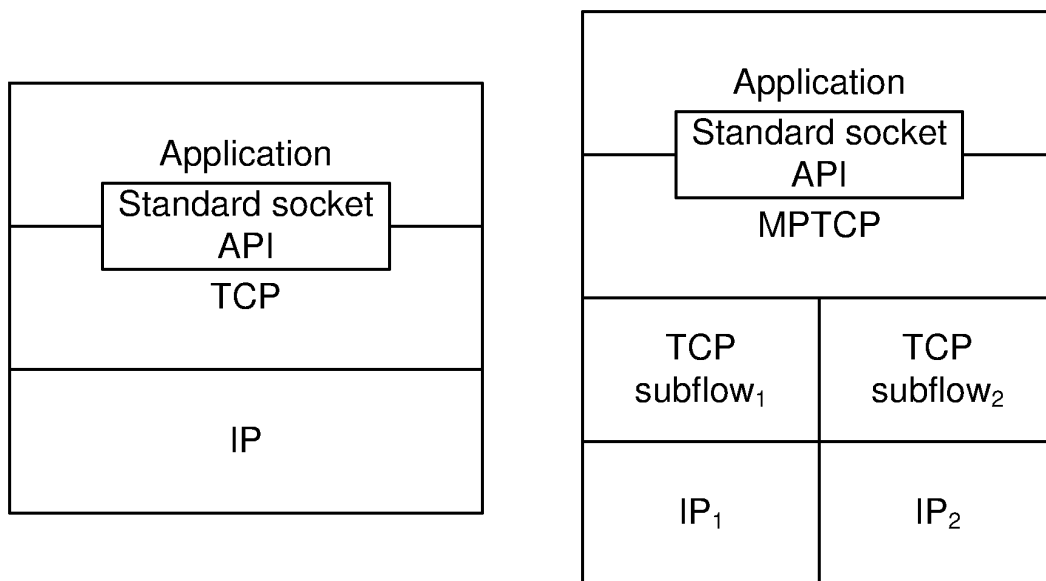 Application
Standard socket
API
TCP
IP
Application
Standard socket
API
MPTCP
TCP
subflow₁
TCP
subflow₂
IP₁
IP₂